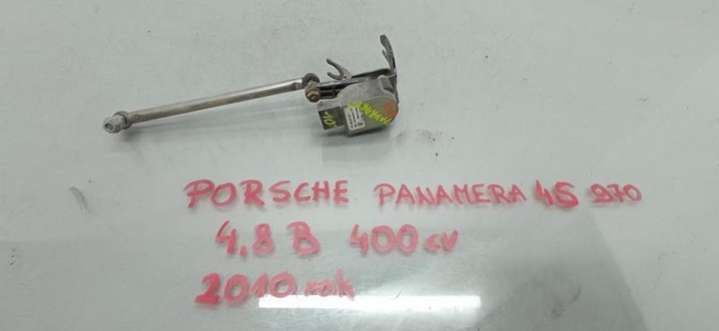 PORSCHE PANAMERA 4S 970
4.8 B 400 cv
2010 rok